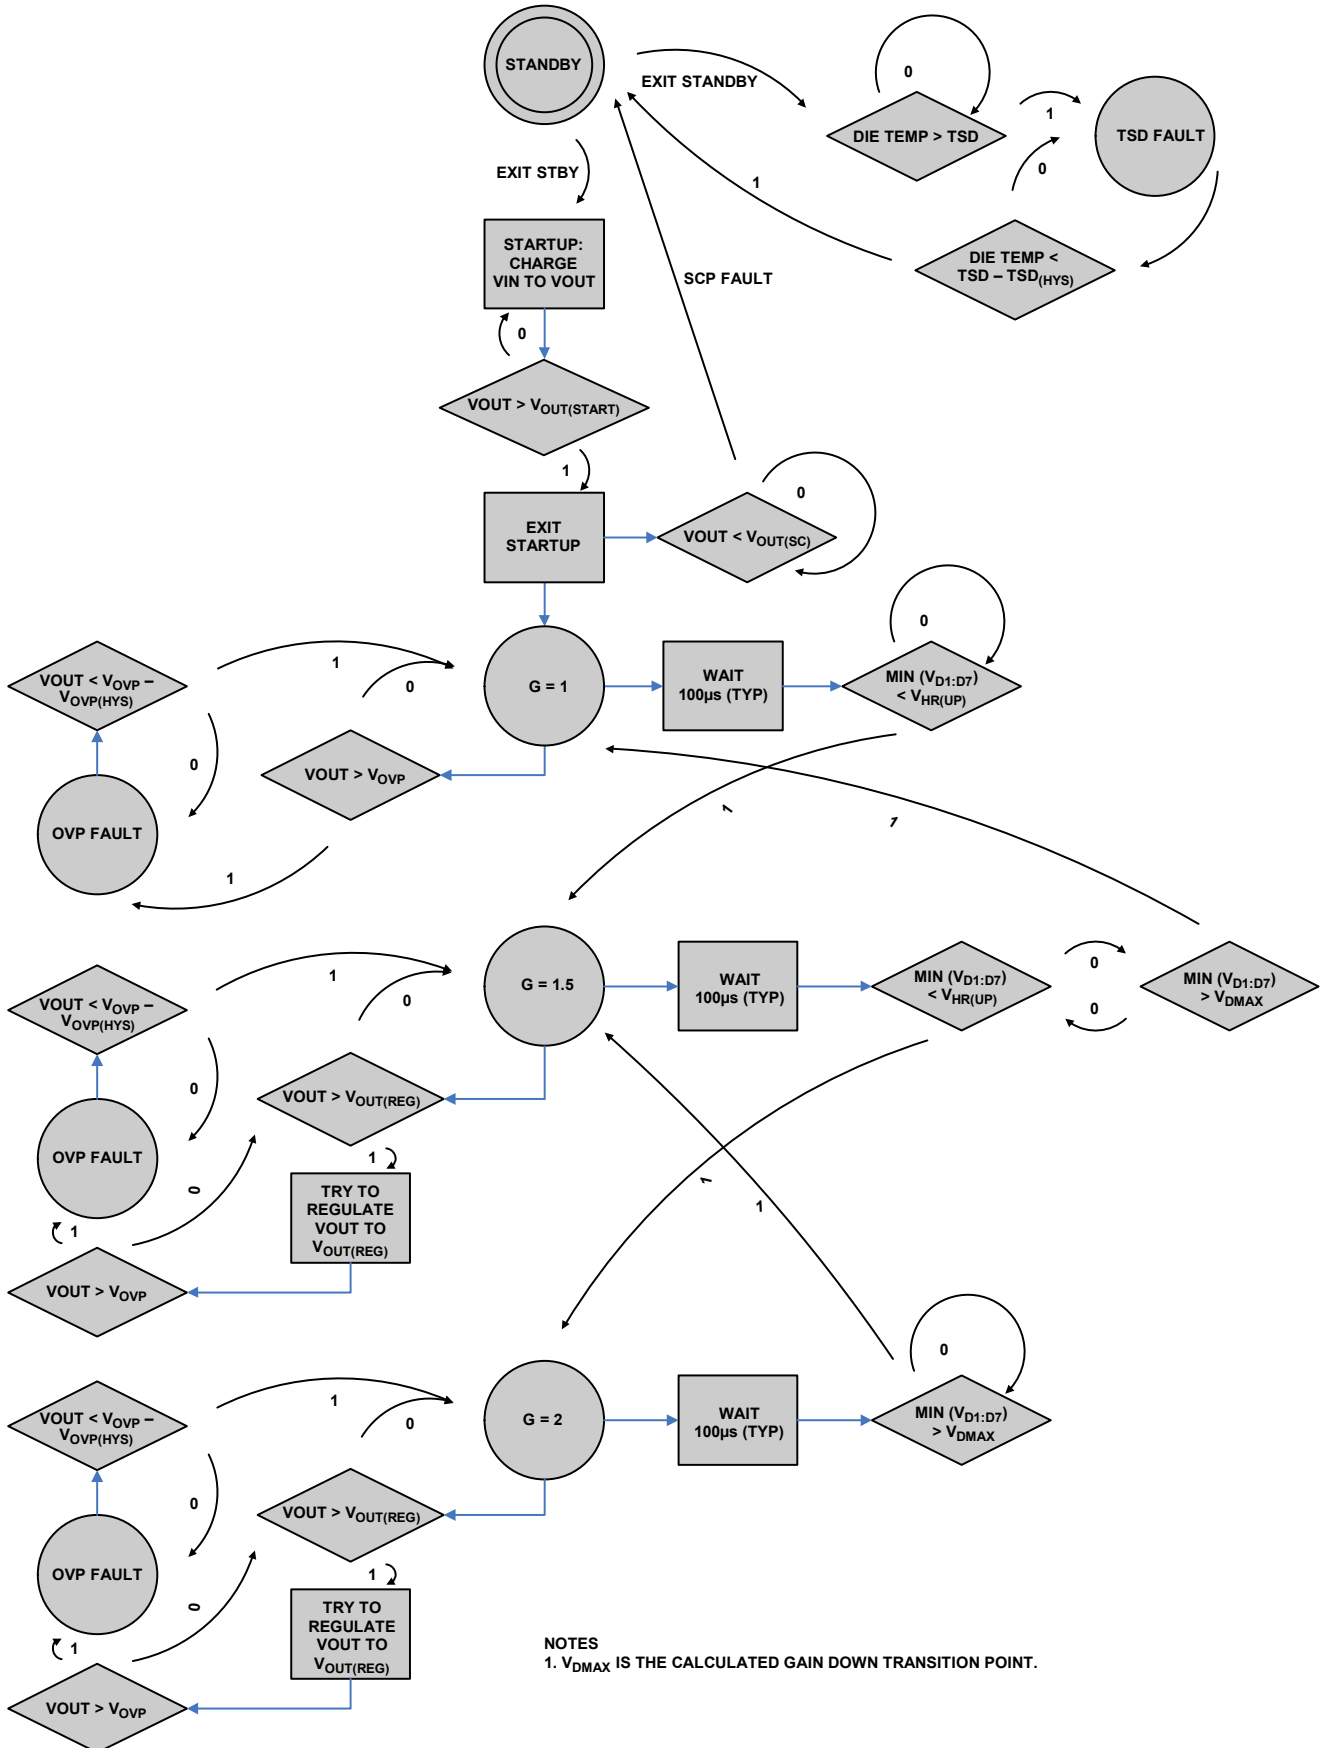 STANDBY
EXIT STANDBY
0
DIE TEMP > TSD
1
TSD FAULT
0
EXIT STBY
1
STARTUP:
CHARGE
VIN TO VOUT
DIE TEMP <
TSD – TSD(HYS)
SCP FAULT
0
VOUT > VOUT(START)
1
EXIT
STARTUP
VOUT < VOUT(SC)
0
VOUT < VOVP –
VOVP(HYS)
1
0
G = 1
WAIT
100µs (TYP)
0
MIN (VD1:D7)
< VHR(UP)
0
VOUT > VOVP
OVP FAULT
1
1
1
VOUT < VOVP –
VOVP(HYS)
1
0
G = 1.5
WAIT
100µs (TYP)
MIN (VD1:D7)
< VHR(UP)
0
0
MIN (VD1:D7)
> VDMAX
0
VOUT > VOUT(REG)
OVP FAULT
1
0
TRY TO
REGULATE
VOUT TO
VOUT(REG)
1
1
1
VOUT > VOVP
VOUT < VOVP –
VOVP(HYS)
1
0
G = 2
WAIT
100µs (TYP)
0
MIN (VD1:D7)
> VDMAX
0
VOUT > VOUT(REG)
OVP FAULT
1
0
TRY TO
REGULATE
VOUT TO
VOUT(REG)
1
VOUT > VOVP
NOTES
1. VDMAX IS THE CALCULATED GAIN DOWN TRANSITION POINT.